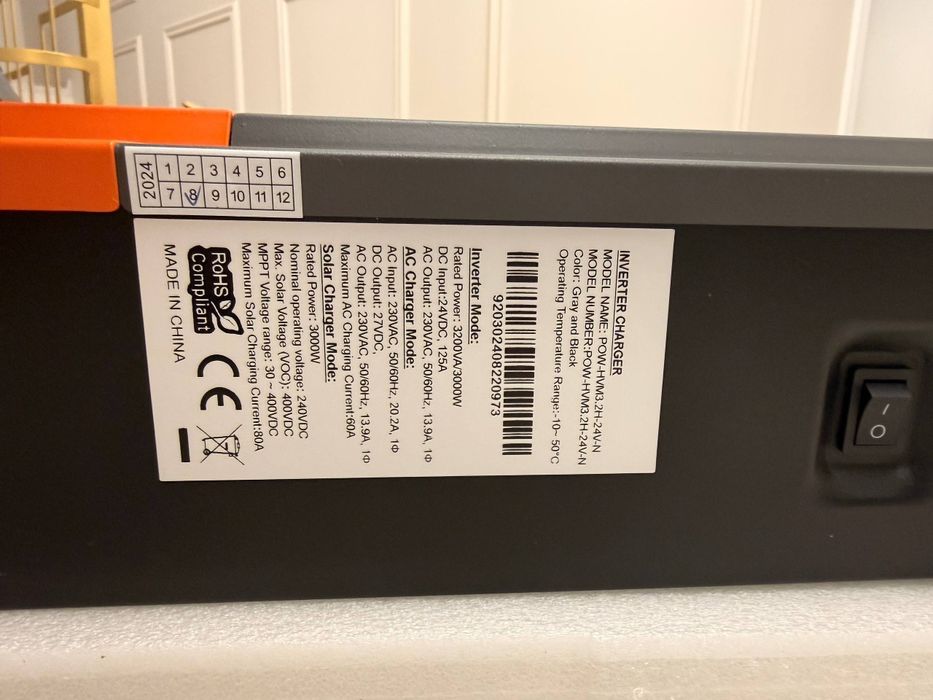 2024 1 2 3 4 5 6
7 8 9 10 11 12
INVERTER CHARGER
MODEL NAME: POW-HVM3.2H-24V-N
MODEL NUMBER:POW-HVM3.2H-24V-N
Color: Gray and Black
Operating Temperature Range:-10~ 50°C
920302408220973
Inverter Mode:
Rated Power: 3200VA/3000W
DC Input:24VDC, 125A
AC Output: 230VAC, 50/60Hz, 13.9A, 1Φ
AC Charger Mode:
AC Input: 230VAC, 50/60Hz, 20.2A, 1Φ
DC Output: 27VDC,
AC Output: 230VAC, 50/60Hz, 13.9A, 1Φ
Maximum AC Charging Current:60A
Solar Charger Mode:
Rated Power: 3000W
Nominal operating voltage: 240VDC
Max. Solar Voltage (VOC): 400VDC
MPPT Voltage range: 30 ~ 400VDC
Maximum Solar Charging Current:80A
RoHS
Compliant
CE
MADE IN CHINA
I
O